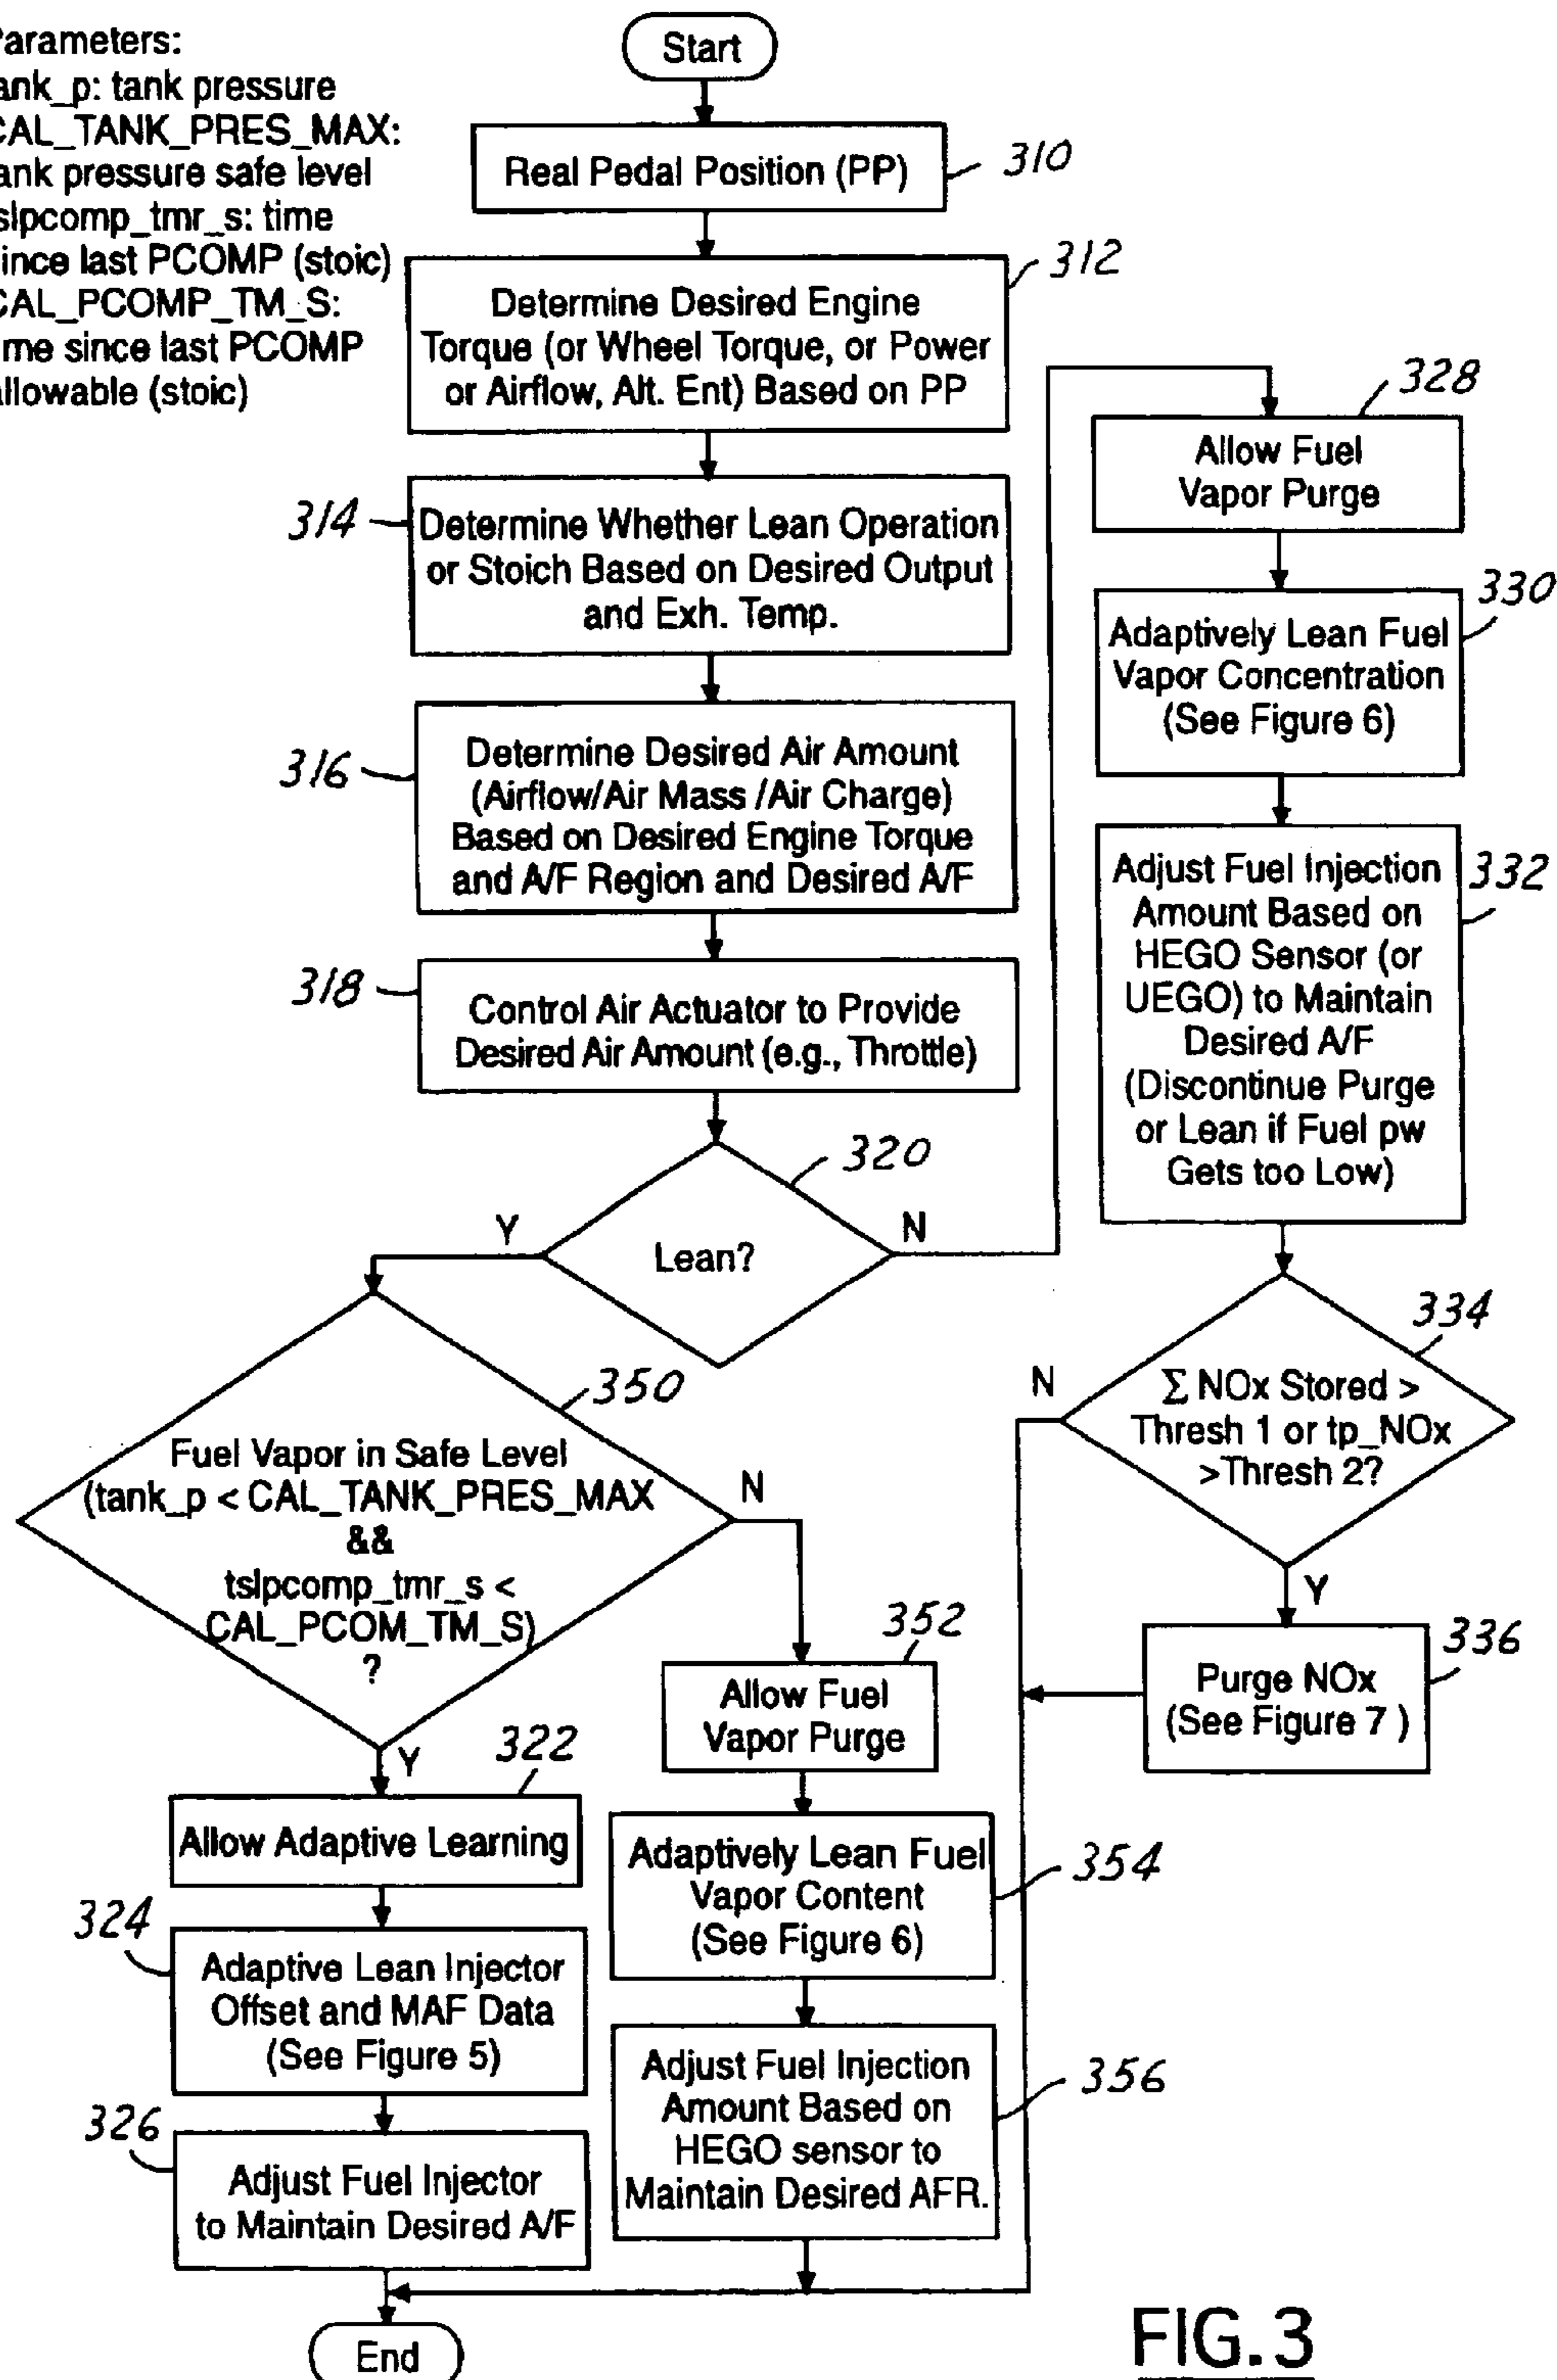 arameters:
ank_p: tank pressure
CAL_TANK_PRES_MAX:
ank pressure safe level
slpcomp_tmr_s: time
ince last PCOMP (stoic)
CAL_PCOMP_TM_S:
me since last PCOMP
allowable (stoic)
Start
Real Pedal Position (PP)
310
312
Determine Desired Engine
Torque (or Wheel Torque, or Power
or Airflow, Alt. Ent) Based on PP
314
Determine Whether Lean Operation
or Stoich Based on Desired Output
and Exh. Temp.
316
Determine Desired Air Amount
(Airflow/Air Mass /Air Charge)
Based on Desired Engine Torque
and A/F Region and Desired A/F
318
Control Air Actuator to Provide
Desired Air Amount (e.g., Throttle)
320
Lean?
Y
N
328
Allow Fuel
Vapor Purge
330
Adaptively Lean Fuel
Vapor Concentration
(See Figure 6)
332
Adjust Fuel Injection
Amount Based on
HEGO Sensor (or
UEGO) to Maintain
Desired A/F
(Discontinue Purge
or Lean if Fuel pw
Gets too Low)
334
Σ NOx Stored >
Thresh 1 or tp_NOx
>Thresh 2?
N
Y
336
Purge NOx
(See Figure 7 )
350
Fuel Vapor in Safe Level
(tank_p < CAL_TANK_PRES_MAX
&&
tslpcomp_tmr_s <
CAL_PCOM_TM_S)
?
N
Y
322
Allow Adaptive Learning
324
Adaptive Lean Injector
Offset and MAF Data
(See Figure 5)
326
Adjust Fuel Injector
to Maintain Desired A/F
352
Allow Fuel
Vapor Purge
354
Adaptively Lean Fuel
Vapor Content
(See Figure 6)
356
Adjust Fuel Injection
Amount Based on
HEGO sensor to
Maintain Desired AFR.
End
FIG.3